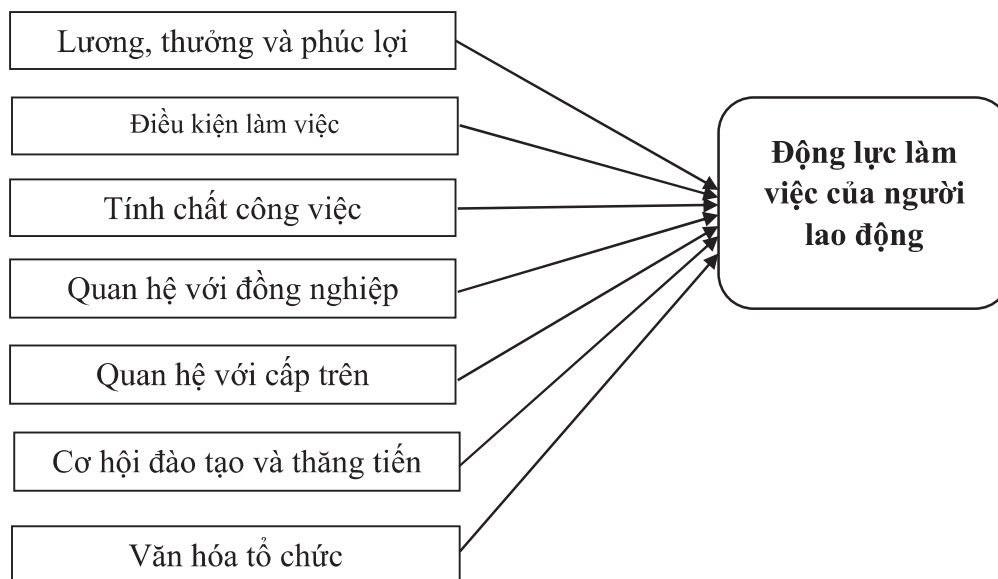 Lương, thưởng và phúc lợi
Điều kiện làm việc
Tính chất công việc
Quan hệ với đồng nghiệp
Quan hệ với cấp trên
Cơ hội đào tạo và thăng tiến
Văn hóa tổ chức
Động lực làm
việc của người
lao động